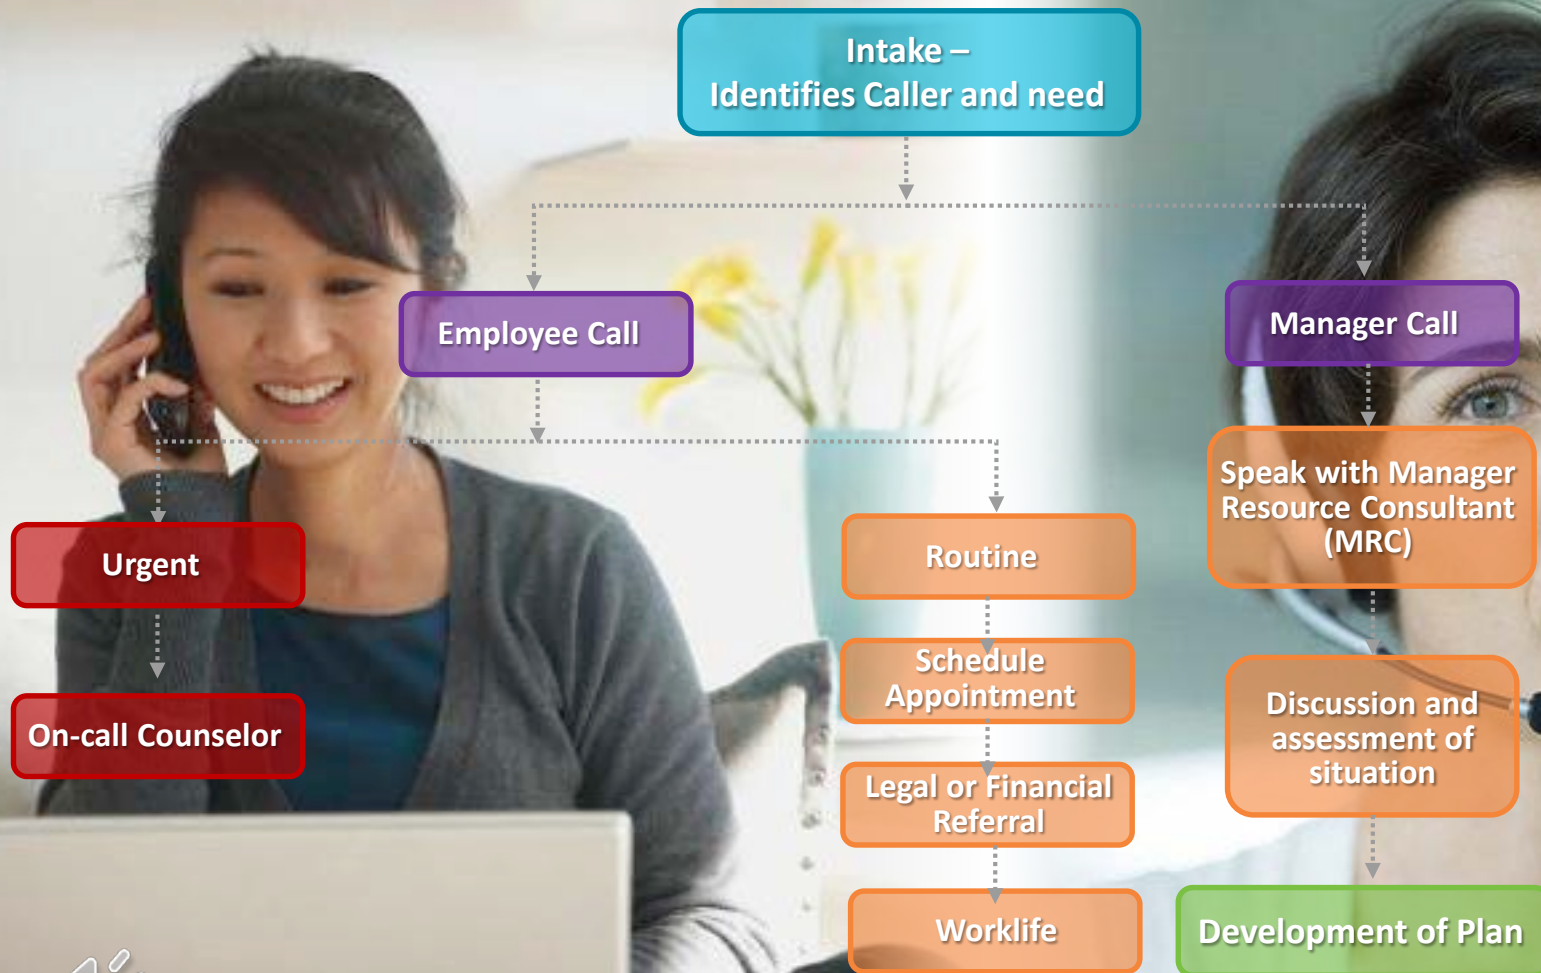 Intake –
Identifies Caller and need
Employee Call
Manager Call
Urgent
On-call Counselor
Routine
Schedule
Appointment
Legal or Financial
Referral
Worklife
Speak with Manager
Resource Consultant
(MRC)
Discussion and
assessment of
situation
Development of Plan